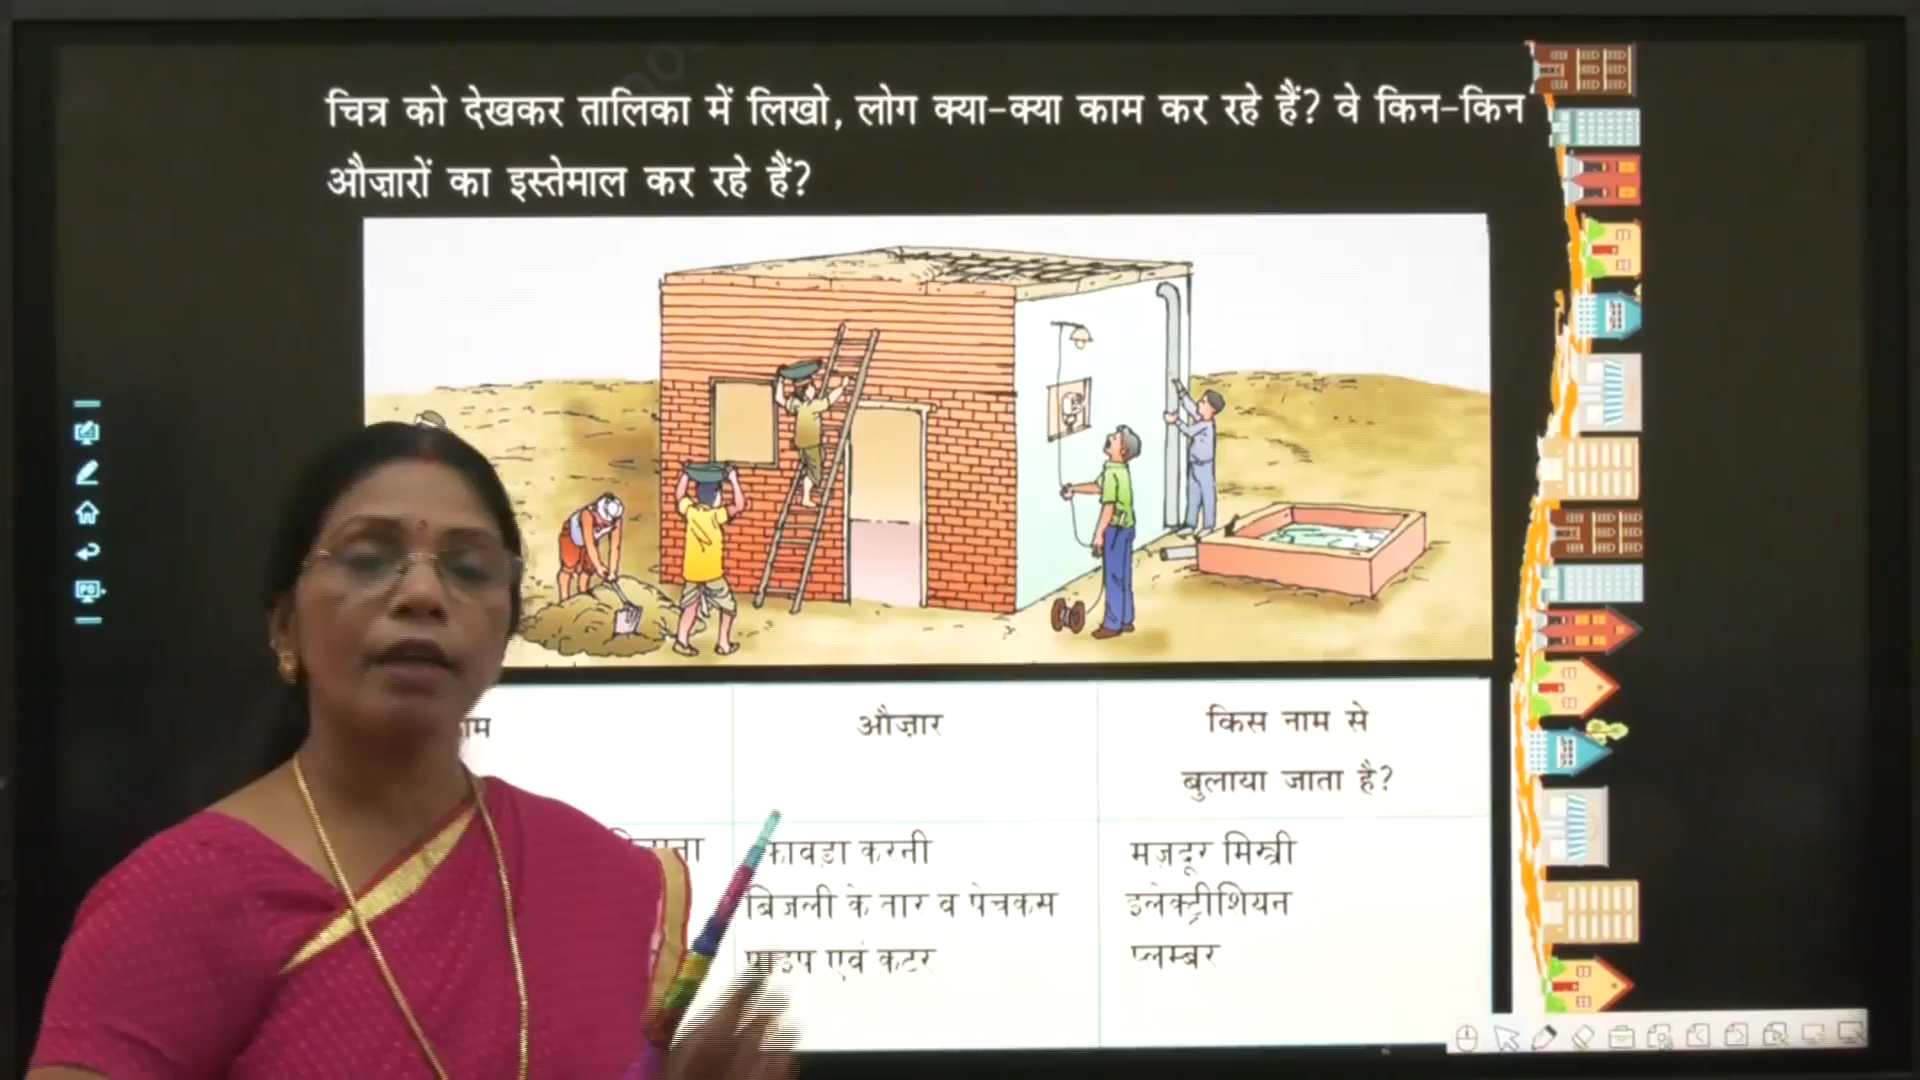 चित्र को देखकर तालिका में लिखो, लोग क्या-क्या काम कर रहे हैं? वे किन-किन
औज़ारों का इस्तेमाल कर रहे हैं?
औज़ार
किस नाम से
बुलाया जाता है?
फावड़ा करनी
मज़दूर मिस्त्री
बिजली के तार व पेचकस
इलेक्ट्रीशियन
पाइप एवं कटर
प्लम्बर